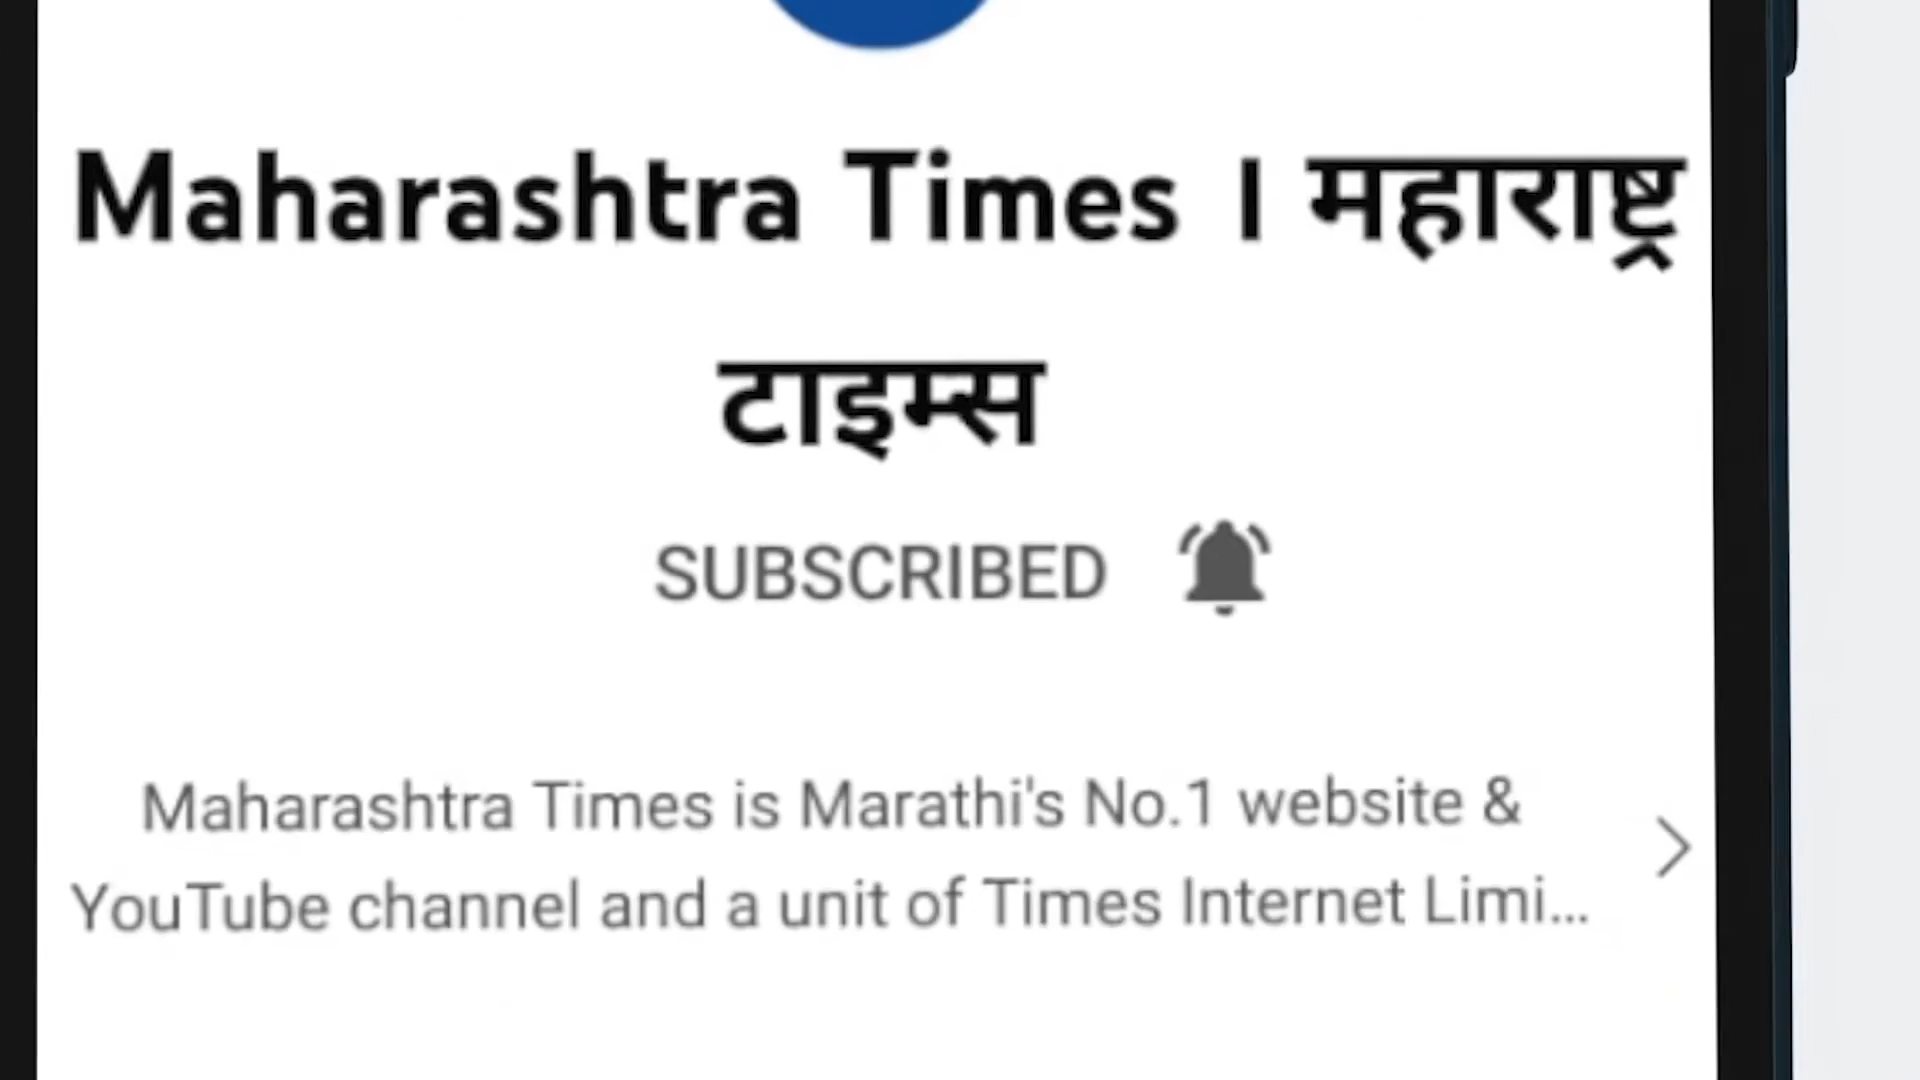 Maharashtra Times । महाराष्ट्र
टाइम्स
SUBSCRIBED
Maharashtra Times is Marathi's No.1 website &
YouTube channel and a unit of Times Internet Limi...